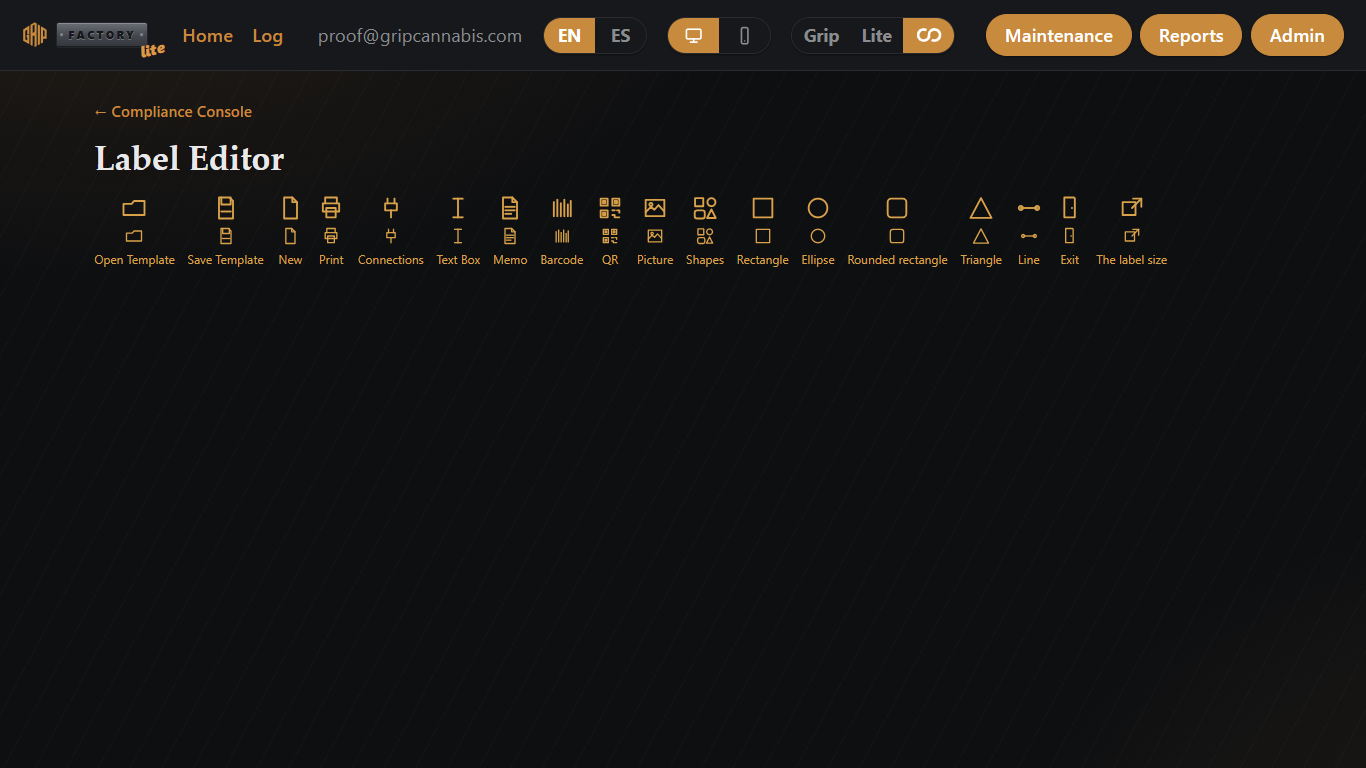 GRIP FACTORY lite Home Log proof@gripcannabis.com EN ES Grip Lite Maintenance Reports Admin
← Compliance Console
Label Editor
Open Template Save Template New Print Connections Text Box Memo Barcode QR Picture Shapes Rectangle Ellipse Rounded rectangle Triangle Line Exit The label size